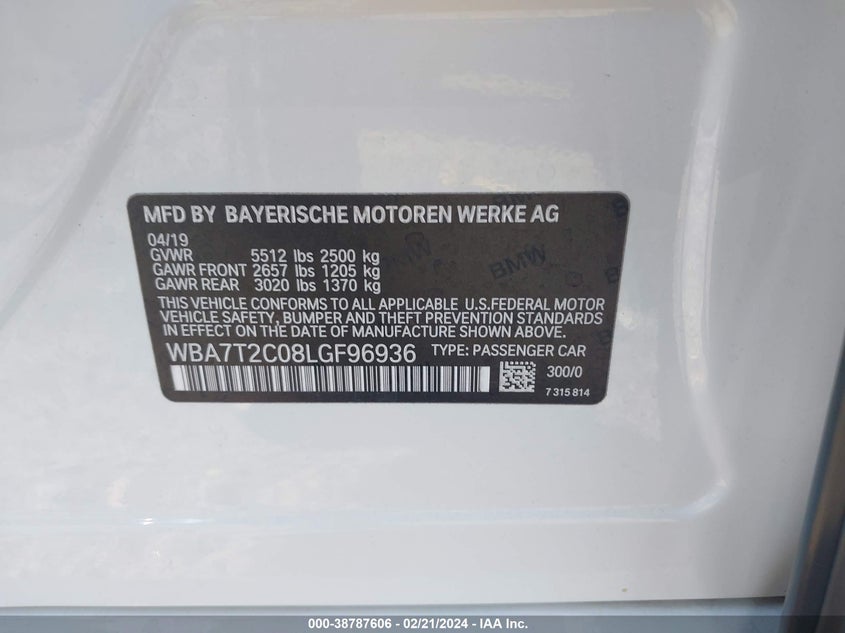 MFD BY BAYERISCHE MOTOREN WERKE AG
04/19
GVWR 5512 lbs 2500 kg
GAWR FRONT 2657 lbs 1205 kg
GAWR REAR 3020 lbs 1370 kg
THIS VEHICLE CONFORMS TO ALL APPLICABLE U.S.FEDERAL MOTOR
VEHICLE SAFETY, BUMPER AND THEFT PREVENTION STANDARDS
IN EFFECT ON THE DATE OF MANUFACTURE SHOWN ABOVE.
WBA7T2C08LGF96936 TYPE: PASSENGER CAR
300/0
7 315 814
BMW
000-38787606 - 02/21/2024 - IAA Inc.